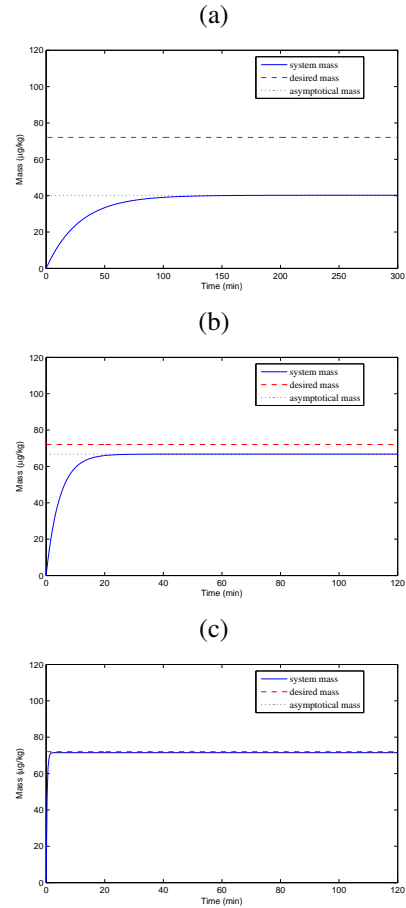 (a)
120
100
80
60
40
20
0
Mass (µg/kg)
system mass
desired mass
asymptotical mass
0 50 100 150 200 250 300
Time (min)
(b)
120
100
80
60
40
20
0
Mass (µg/kg)
system mass
desired mass
asymptotical mass
0 20 40 60 80 100 120
Time (min)
(c)
120
100
80
60
40
20
0
Mass (µg/kg)
system mass
desired mass
asymptotical mass
0 20 40 60 80 100 120
Time (min)